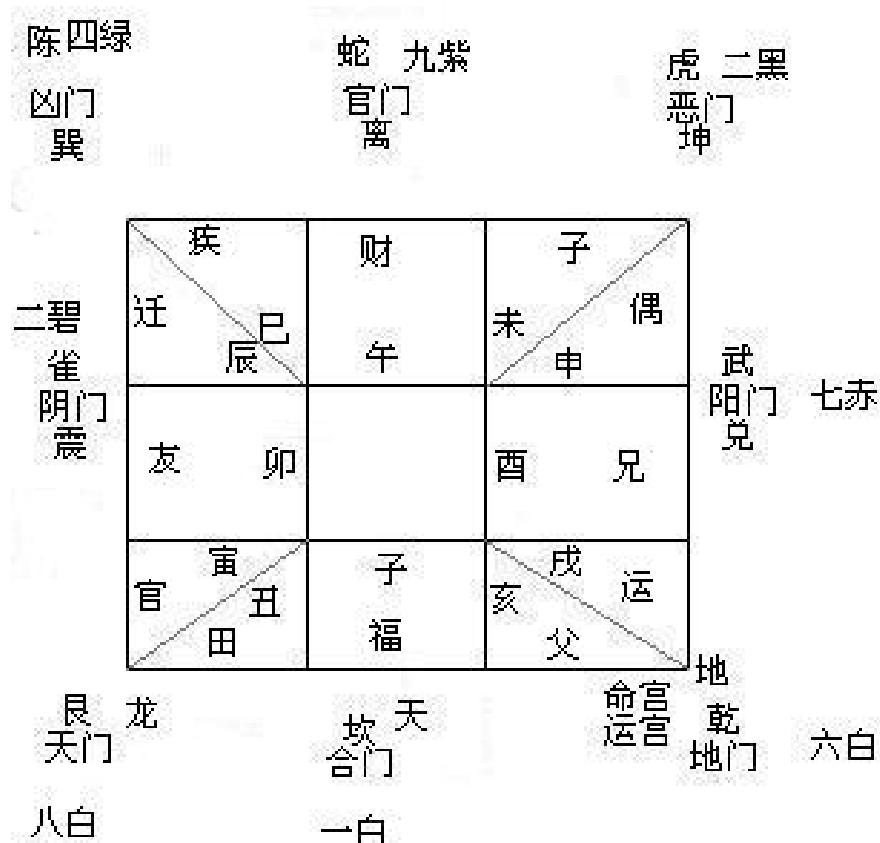 陈 四绿
凶门
巽
蛇 九紫
官门
离
虎 二黑
恶门
坤
疾
迁
巳
辰
财
午
子
偶
未
申
二碧
雀
阴门
震
武
阳门
兑
七赤
友 卯
酉 兄
寅
官
丑
田
子
福
戌
运
亥
父
艮 龙
天门
八白
天
坎
合门
一白
命宫
运宫
地
乾
地门
六白